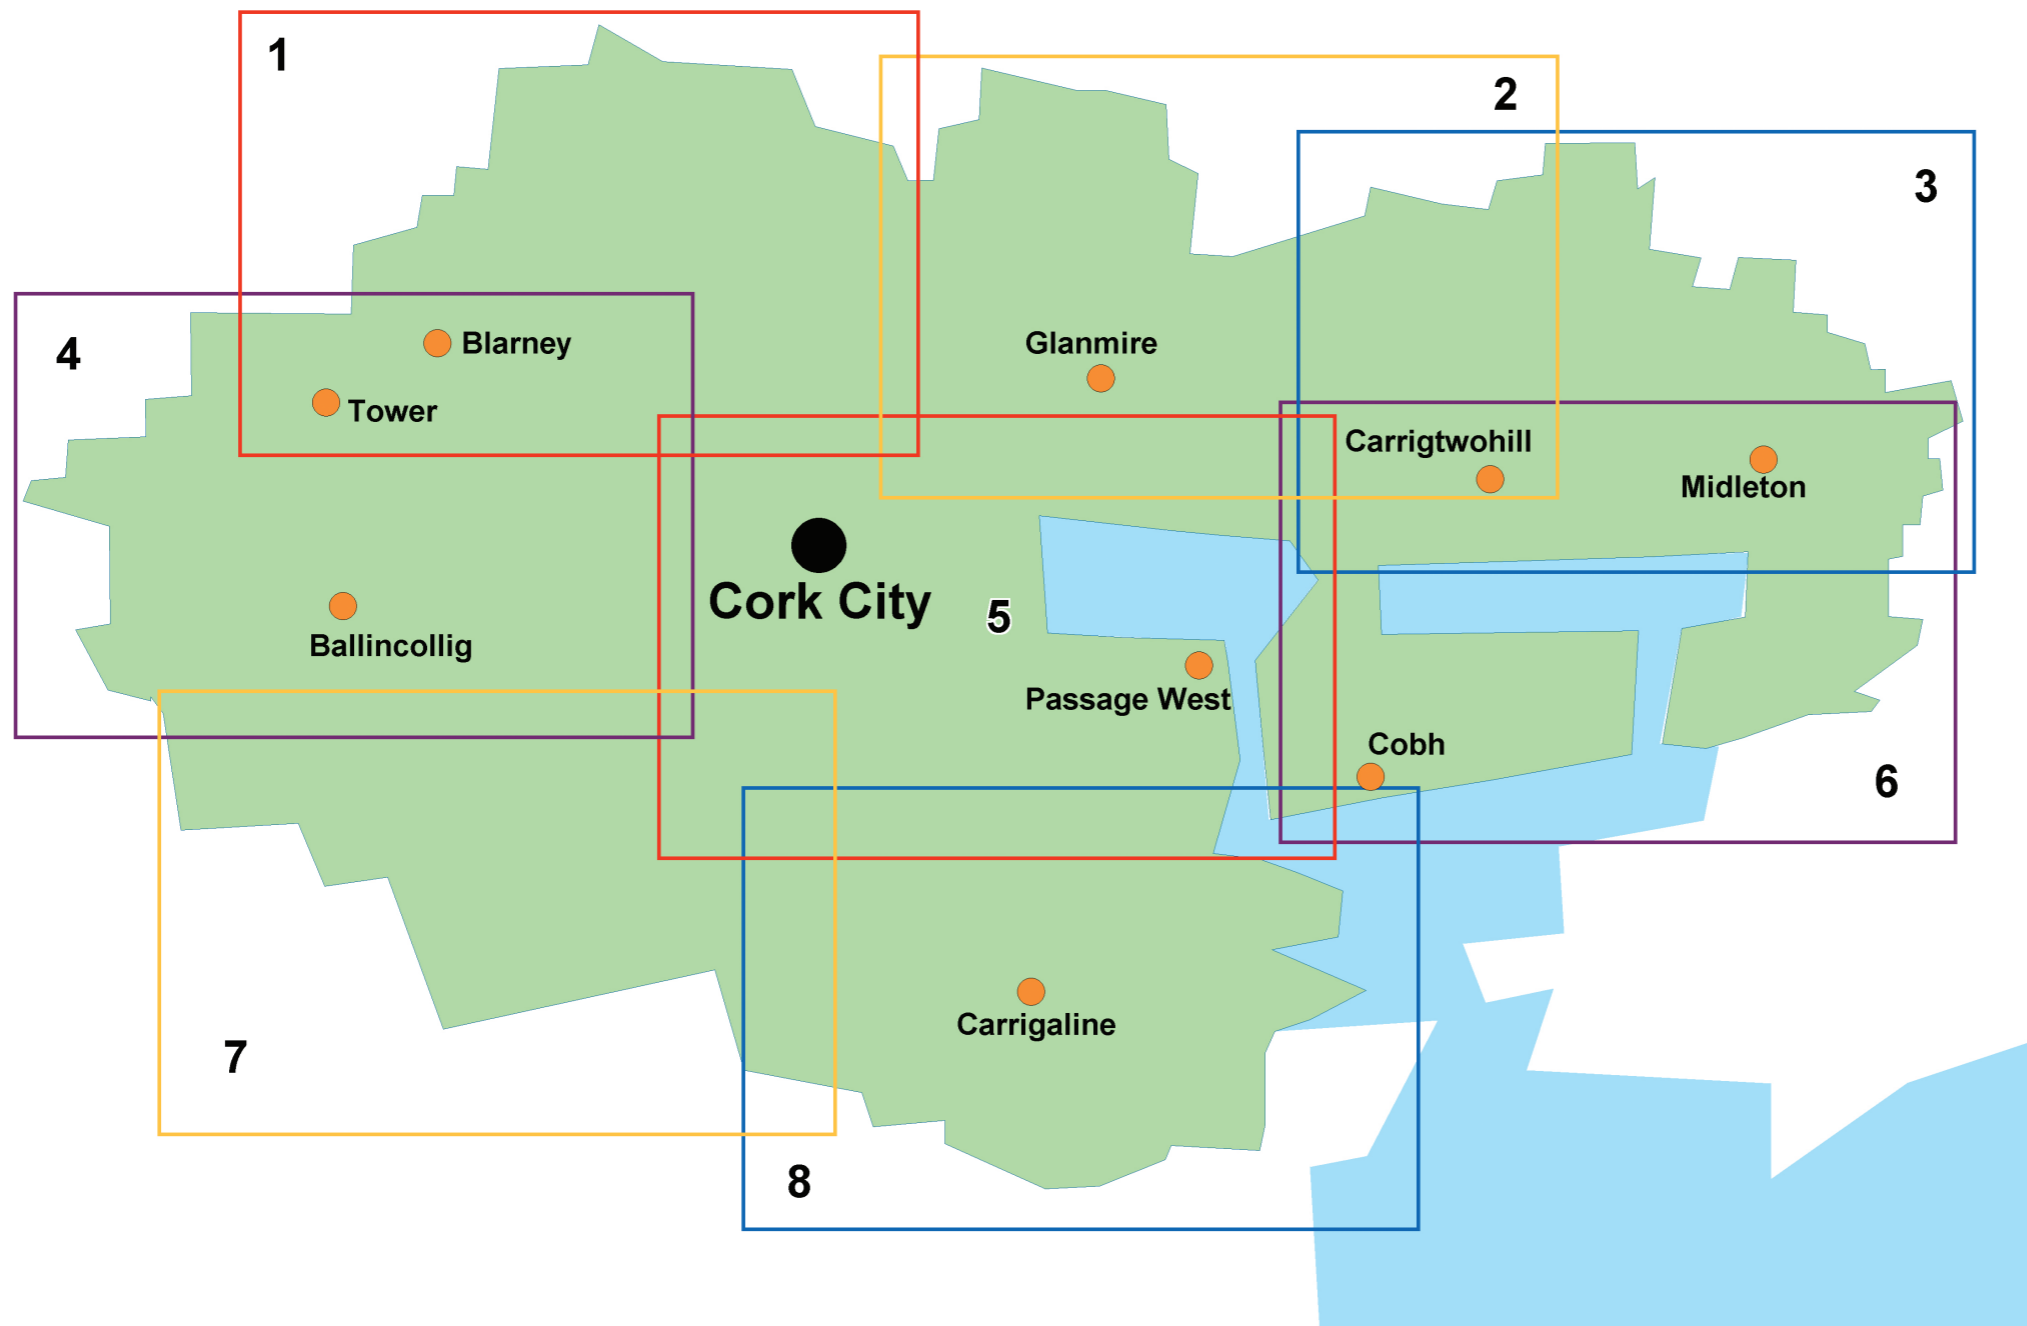 1
2
3
4
Blarney
Glanmire
Tower
Carrigtwohill
Midleton
Cork City
5
Ballincollig
Passage West
Cobh
6
Carrigaline
7
8